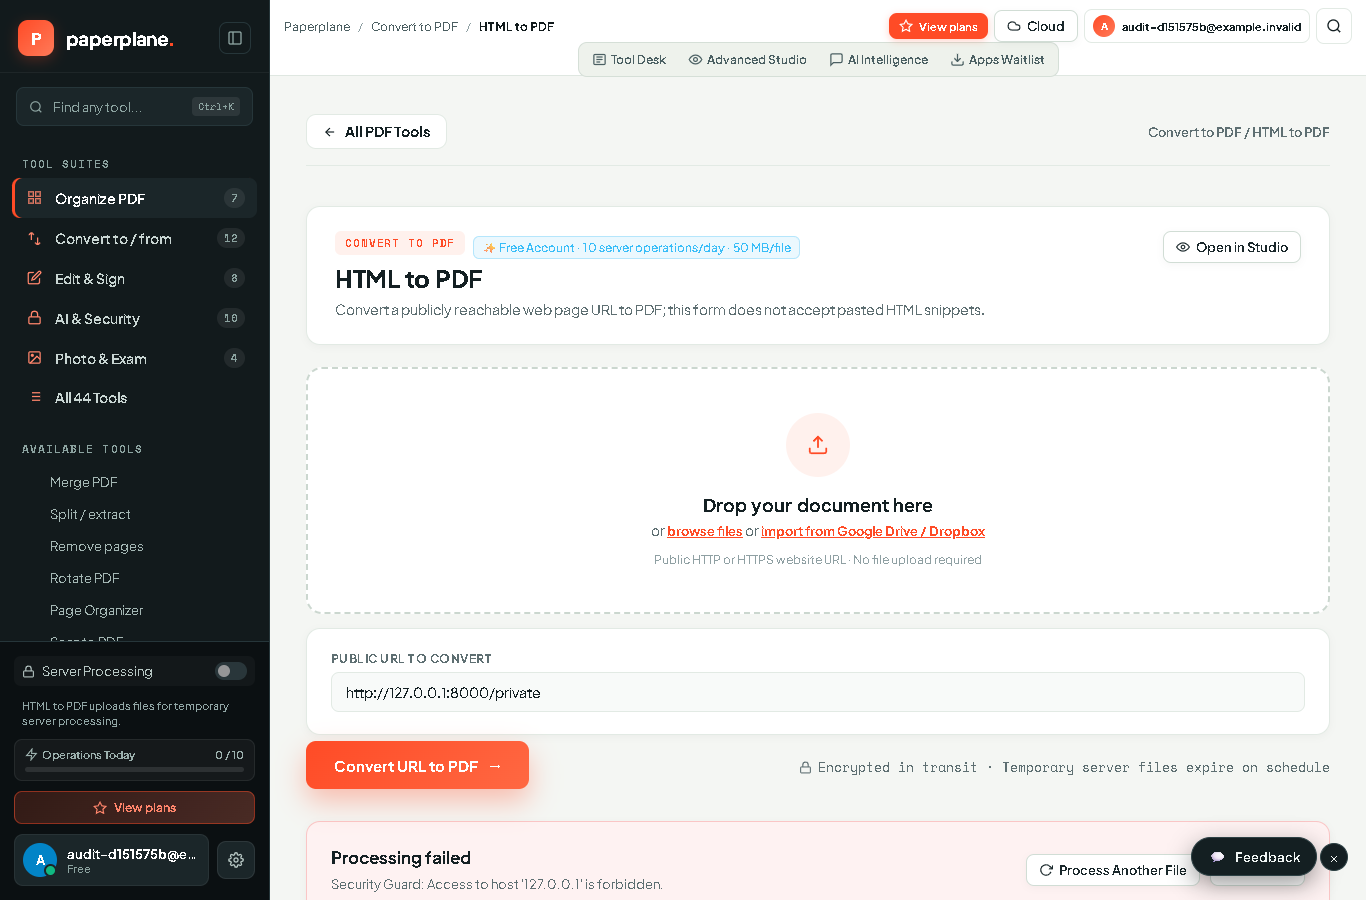 P paperplane.
Find any tool... Ctrl+K
TOOL SUITES
Organize PDF 7
Convert to / from 12
Edit & Sign 8
AI & Security 10
Photo & Exam 4
All 44 Tools
AVAILABLE TOOLS
Merge PDF
Split / extract
Remove pages
Rotate PDF
Page Organizer
Server Processing
HTML to PDF uploads files for temporary
server processing.
Operations Today 0 / 10
View plans
A audit-d151575b@e...
Free
Paperplane / Convert to PDF / HTML to PDF
View plans Cloud A audit-d151575b@example.invalid
Tool Desk Advanced Studio AI Intelligence Apps Waitlist
← All PDF Tools Convert to PDF / HTML to PDF
CONVERT TO PDF ✨ Free Account · 10 server operations/day · 50 MB/file
Open in Studio
HTML to PDF
Convert a publicly reachable web page URL to PDF; this form does not accept pasted HTML snippets.
Drop your document here
or browse files or import from Google Drive / Dropbox
Public HTTP or HTTPS website URL · No file upload required
PUBLIC URL TO CONVERT
http://127.0.0.1:8000/private
Convert URL to PDF →
Encrypted in transit · Temporary server files expire on schedule
Processing failed
Security Guard: Access to host '127.0.0.1' is forbidden.
Process Another File
Feedback ×